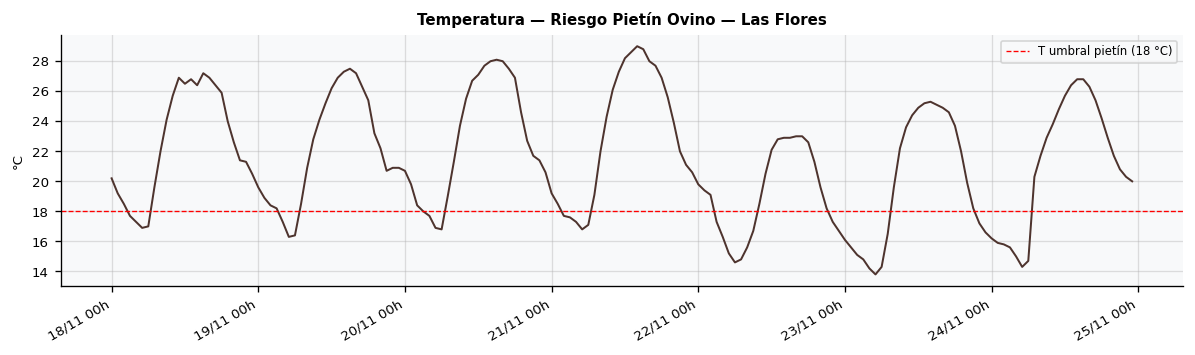 Temperatura — Riesgo Pietín Ovino — Las Flores
T umbral pietín (18 °C)
°C
28
26
24
22
20
18
16
14
18/11 00h
19/11 00h
20/11 00h
21/11 00h
22/11 00h
23/11 00h
24/11 00h
25/11 00h